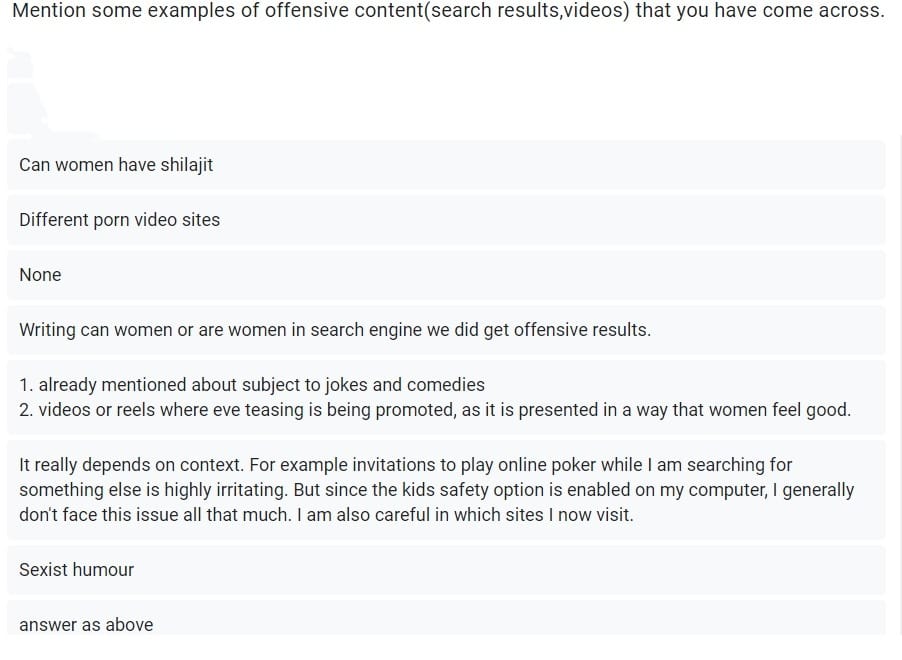 Mention some examples of offensive content(search results,videos) that you have come across.
Can women have shilajit
Different porn video sites
None
Writing can women or are women in search engine we did get offensive results.
1. already mentioned about subject to jokes and comedies
2. videos or reels where eve teasing is being promoted, as it is presented in a way that women feel good.
It really depends on context. For example invitations to play online poker while I am searching for
something else is highly irritating. But since the kids safety option is enabled on my computer, I generally
don't face this issue all that much. I am also careful in which sites I now visit.
Sexist humour
answer as above